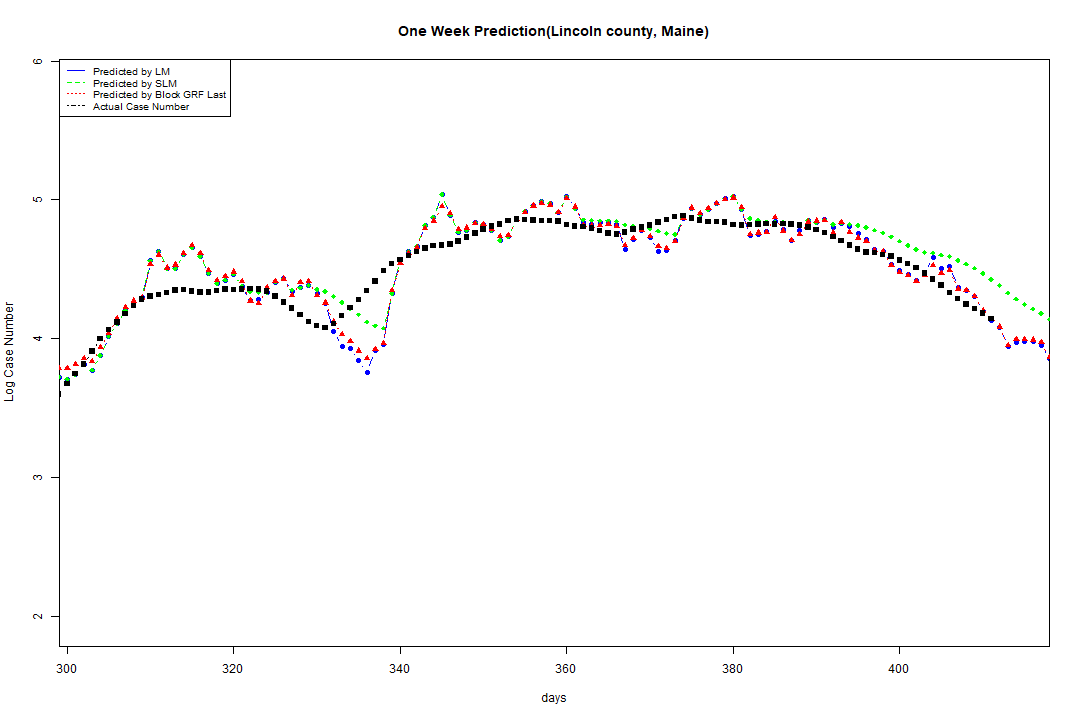 One Week Prediction(Lincoln county, Maine)
Predicted by LM
Predicted by SLM
Predicted by Block GRF Last
Actual Case Number
6
5
4
3
2
Log Case Number
300 320 340 360 380 400
days